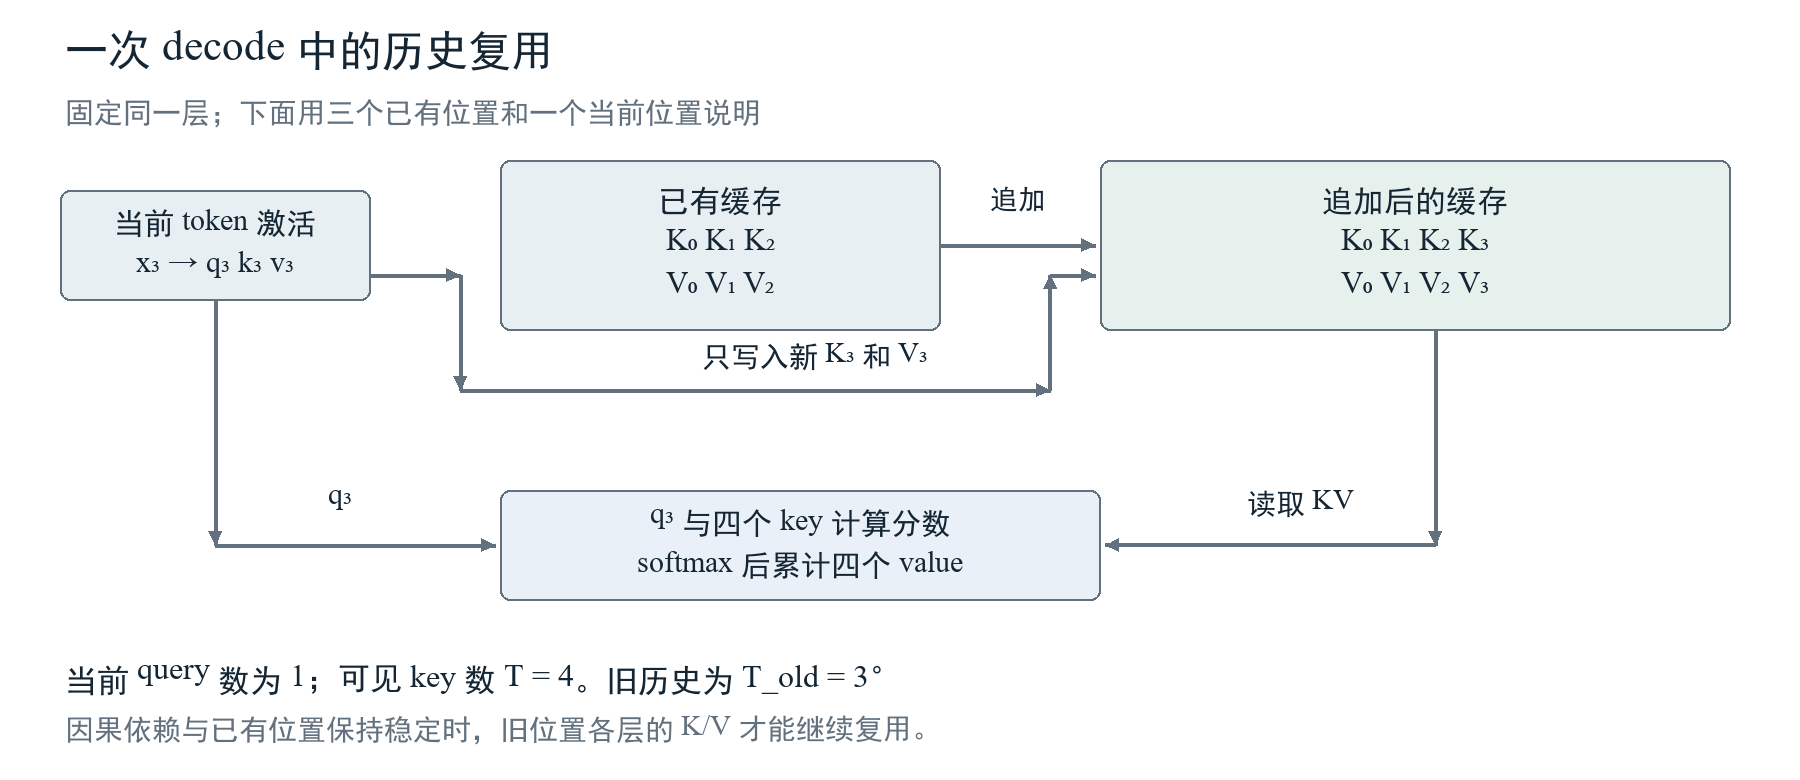 一次 decode 中的历史复用
固定同一层；下面用三个已有位置和一个当前位置说明
当前 token 激活
x₃ → q₃ k₃ v₃
已有缓存
K₀ K₁ K₂
V₀ V₁ V₂
追加
追加后的缓存
K₀ K₁ K₂ K₃
V₀ V₁ V₂ V₃
只写入新 K₃ 和 V₃
q₃
q₃ 与四个 key 计算分数
softmax 后累计四个 value
读取 KV
当前 query 数为 1；可见 key 数 T = 4。旧历史为 T_old = 3°
因果依赖与已有位置保持稳定时，旧位置各层的 K/V 才能继续复用。